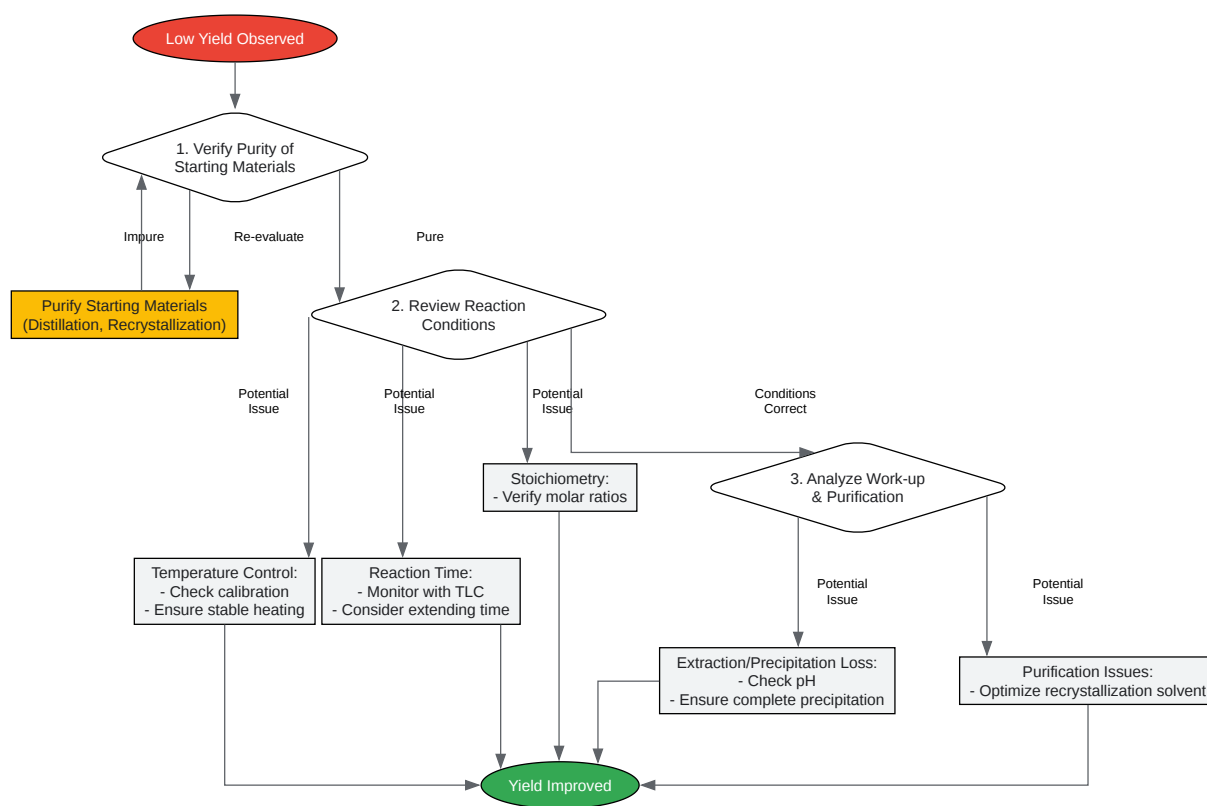 Low Yield Observed
1. Verify Purity of
Starting Materials
Impure
Re-evaluate
Pure
Purify Starting Materials
(Distillation, Recrystallization)
2. Review Reaction
Conditions
Potential
Issue
Potential
Issue
Potential
Issue
Conditions
Correct
Stoichiometry:
- Verify molar ratios
3. Analyze Work-up
& Purification
Temperature Control:
- Check calibration
- Ensure stable heating
Reaction Time:
- Monitor with TLC
- Consider extending time
Potential
Issue
Potential
Issue
Extraction/Precipitation Loss:
- Check pH
- Ensure complete precipitation
Purification Issues:
- Optimize recrystallization solvent
Yield Improved